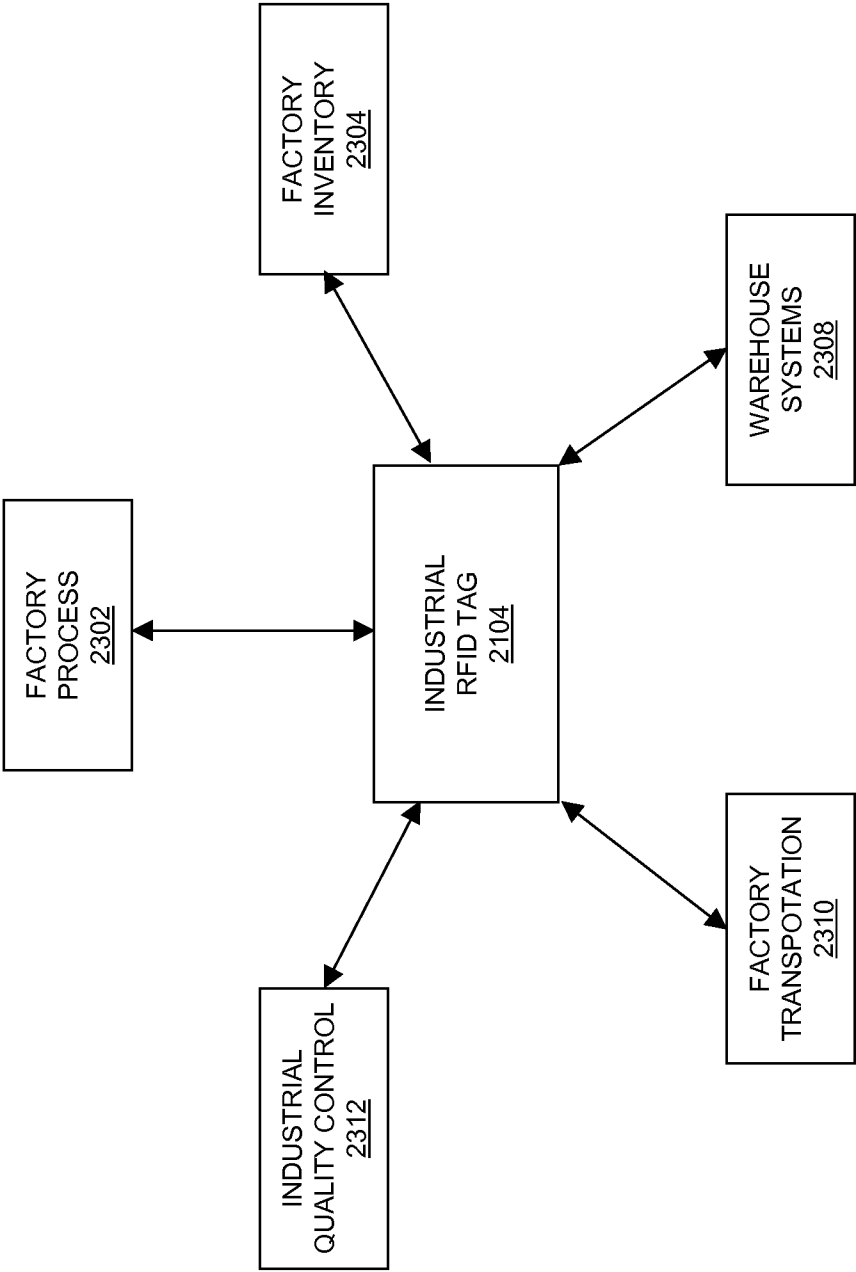 FACTORY
PROCESS
2302
FACTORY
INVENTORY
2304
INDUSTRIAL
QUALITY CONTROL
2312
INDUSTRIAL
RFID TAG
2104
WAREHOUSE
SYSTEMS
2308
FACTORY
TRANSPOTATION
2310